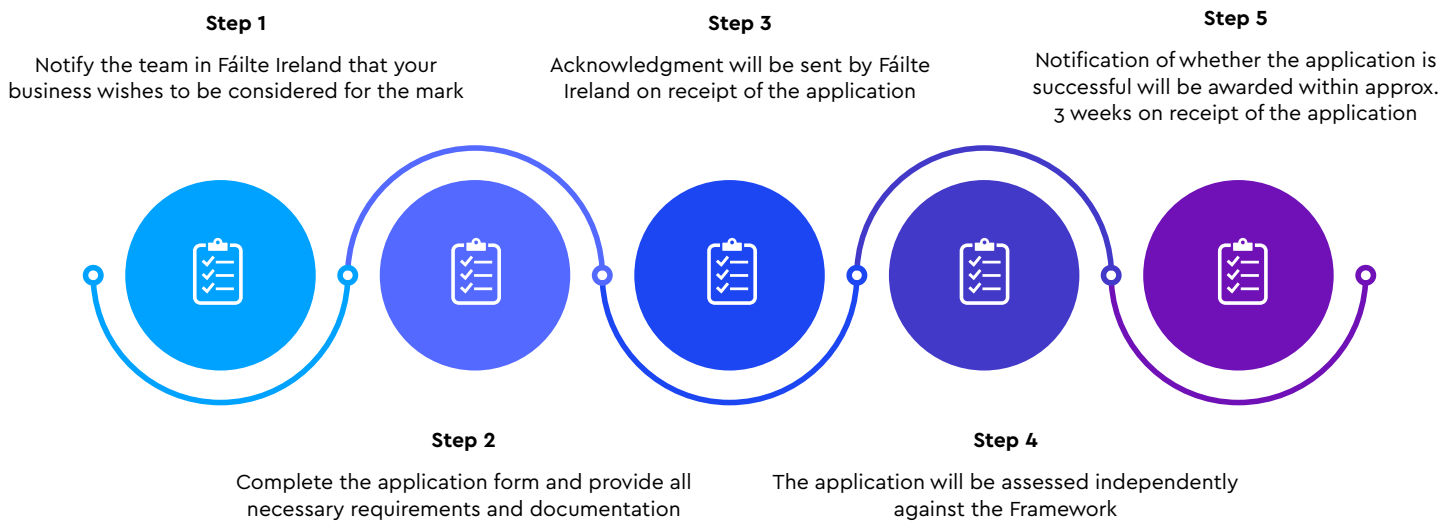 Step 1
Notify the team in Fáilte Ireland that your
business wishes to be considered for the mark
Step 2
Complete the application form and provide all
necessary requirements and documentation
Step 3
Acknowledgment will be sent by Fáilte
Ireland on receipt of the application
Step 4
The application will be assessed independently
against the Framework
Step 5
Notification of whether the application is
successful will be awarded within approx.
3 weeks on receipt of the application